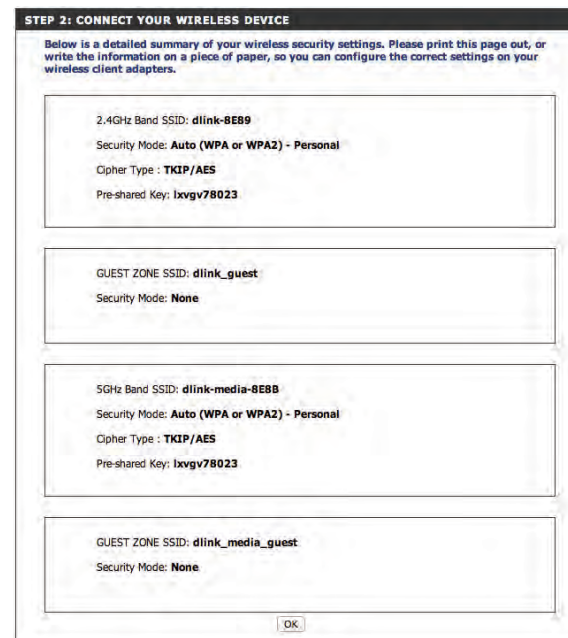 STEP 2: CONNECT YOUR WIRELESS DEVICE
Below is a detailed summary of your wireless security settings. Please print this page out, or
write the information on a piece of paper, so you can configure the correct settings on your
wireless client adapters.
2.4GHz Band SSID: dlink-8E89
Security Mode: Auto (WPA or WPA2) - Personal
Cipher Type : TKIP/AES
Pre-shared Key: lxvgv78023
GUEST ZONE SSID: dlink_guest
Security Mode: None
5GHz Band SSID: dlink-media-8E8B
Security Mode: Auto (WPA or WPA2) - Personal
Cipher Type : TKIP/AES
Pre-shared Key: lxvgv78023
GUEST ZONE SSID: dlink_media_guest
Security Mode: None
OK